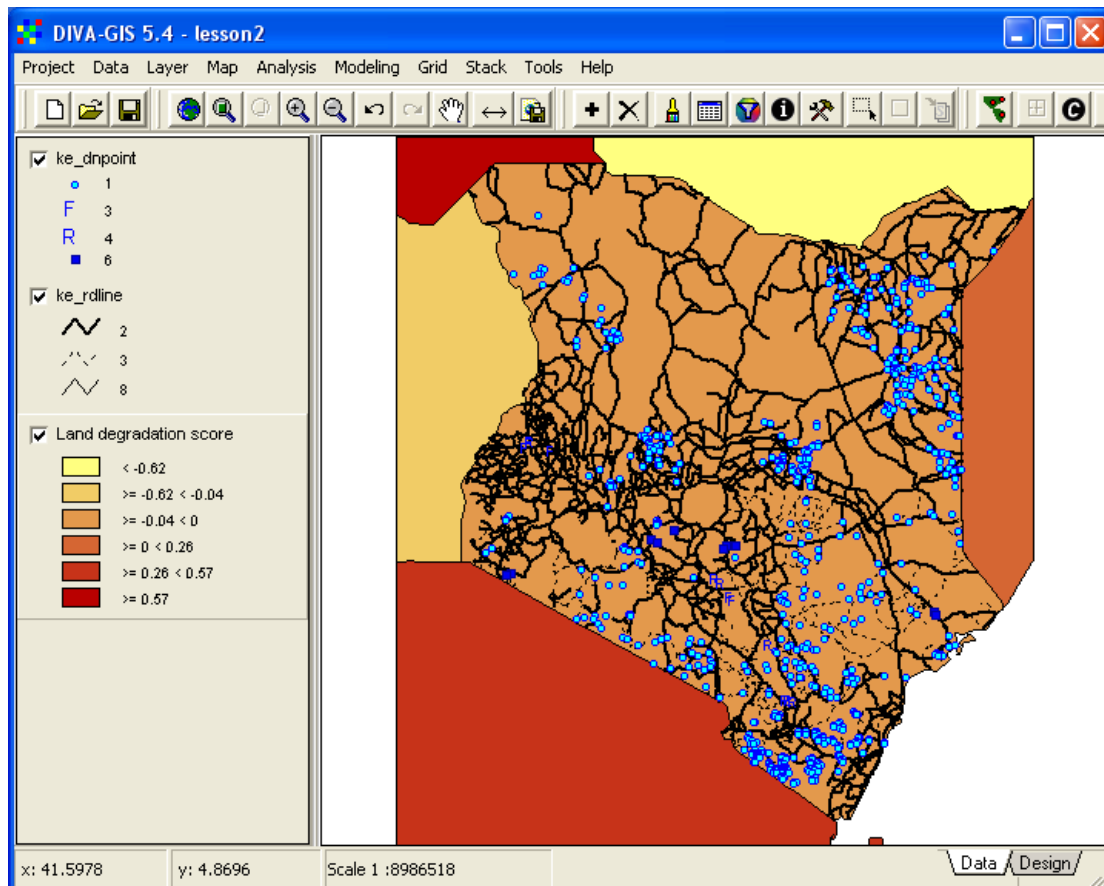 DIVA-GIS 5.4 - lesson2
Project Data Layer Map Analysis Modeling Grid Stack Tools Help
ke_dnpoint
1
F 3
R 4
6
ke_rdline
2
3
8
Land degradation score
< -0.62
>= -0.62 < -0.04
>= -0.04 < 0
>= 0 < 0.26
>= 0.26 < 0.57
>= 0.57
x: 41.5978 y: 4.8696 Scale 1 :8986518 Data Design